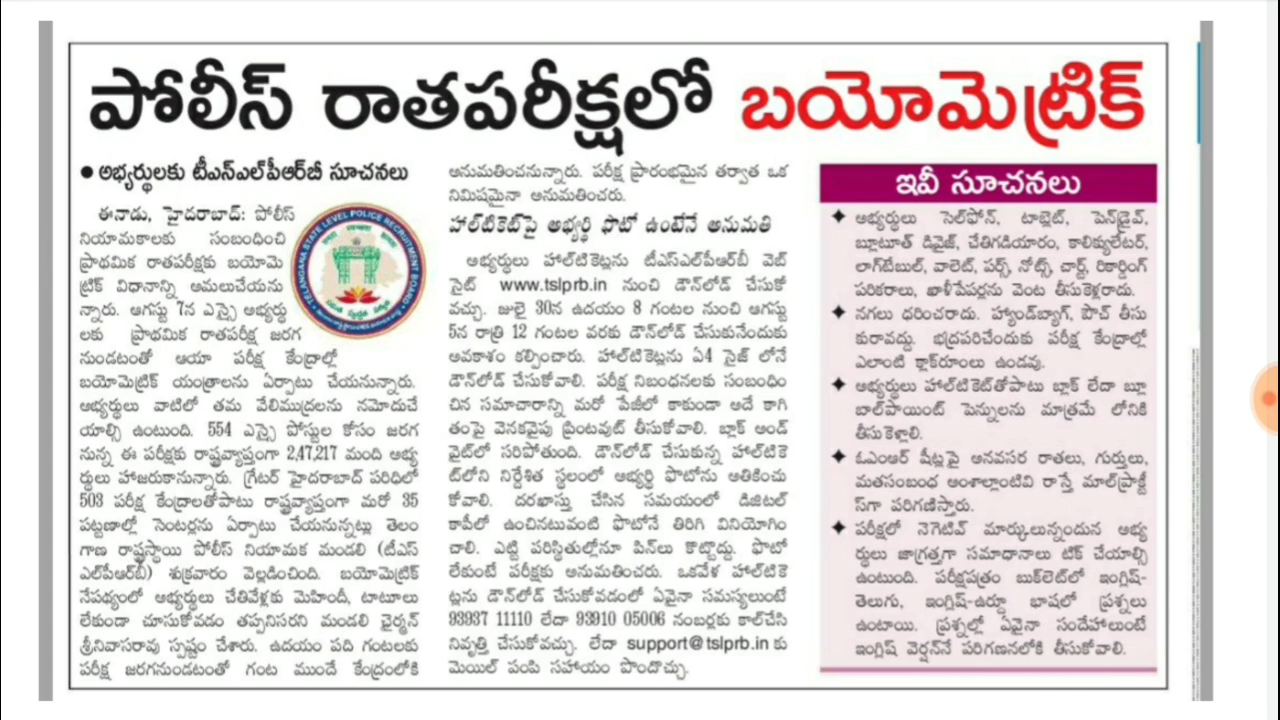 పోలీస్ రాతపరీక్షలో బయోమెట్రిక్
● అభ్యర్థులకు టీఎస్ఎల్‌పీఆర్‌బీ సూచనలు
ఈనాడు, హైదరాబాద్: పోలీస్
నియామకాలకు సంబంధించి
ప్రాథమిక రాతపరీక్షకు బయోమె
ట్రిక్ విధానాన్ని అమలుచేయను
న్నారు. ఆగస్టు 7న ఎస్సై అభ్యర్థు
లకు ప్రాథమిక రాతపరీక్ష జరగ
నుండటంతో ఆయా పరీక్ష కేంద్రాల్లో
బయోమెట్రిక్ యంత్రాలను ఏర్పాటు చేయనున్నారు.
అభ్యర్థులు వాటిలో తమ వేలిముద్రలను నమోదుచే
యాల్సి ఉంటుంది. 554 ఎస్సై పోస్టుల కోసం జరగ
నున్న ఈ పరీక్షకు రాష్ట్రవ్యాప్తంగా 2,47,217 మంది అభ్య
ర్థులు హాజరుకానున్నారు. గ్రేటర్ హైదరాబాద్ పరిధిలో
503 పరీక్ష కేంద్రాలతోపాటు రాష్ట్రవ్యాప్తంగా మరో 35
పట్టణాల్లో సెంటర్లను ఏర్పాటు చేయనున్నట్లు తెలం
గాణ రాష్ట్రస్థాయి పోలీస్ నియామక మండలి (టీఎస్
ఎల్‌పీఆర్‌బీ) శుక్రవారం వెల్లడించింది. బయోమెట్రిక్
నేపథ్యంలో అభ్యర్థులు చేతివేళ్లకు మెహిందీ, టాటూలు
లేకుండా చూసుకోవడం తప్పనిసరని మండలి ఛైర్మన్
శ్రీనివాసరావు స్పష్టం చేశారు. ఉదయం పది గంటలకు
పరీక్ష జరగనుండటంతో గంట ముందే కేంద్రంలోకి
TELANGANA STATE LEVEL POLICE RECRUITMENT BOARD
అనుమతించనున్నారు. పరీక్ష ప్రారంభమైన తర్వాత ఒక
నిమిషమైనా అనుమతించరు.
హాల్‌టికెట్‌పై అభ్యర్థి ఫొటో ఉంటేనే అనుమతి
అభ్యర్థులు హాల్‌టికెట్లను టీఎస్ఎల్‌పీఆర్‌బీ వెబ్
సైట్ www.tslprb.in నుంచి డౌన్‌లోడ్ చేసుకో
వచ్చు. జులై 30న ఉదయం 8 గంటల నుంచి ఆగస్టు
5న రాత్రి 12 గంటల వరకు డౌన్‌లోడ్ చేసుకునేందుకు
అవకాశం కల్పించారు. హాల్‌టికెట్లను ఏ4 సైజ్ లోనే
డౌన్‌లోడ్ చేసుకోవాలి. పరీక్ష నిబంధనలకు సంబంధిం
చిన సమాచారాన్ని మరో పేజీలో కాకుండా అదే కాగి
తంపై వెనకవైపు ప్రింటవుట్ తీసుకోవాలి. బ్లాక్ అండ్
వైట్‌లో సరిపోతుంది. డౌన్‌లోడ్ చేసుకున్న హాల్‌టికె
ట్‌లోని నిర్దేశిత స్థలంలో అభ్యర్థి ఫొటోను అతికించు
కోవాలి. దరఖాస్తు చేసిన సమయంలో డిజిటల్
కాపీలో ఉంచినటువంటి ఫొటోనే తిరిగి వినియోగిం
చాలి. ఎట్టి పరిస్థితుల్లోనూ పిన్‌లు కొట్టొద్దు. ఫొటో
లేకుంటే పరీక్షకు అనుమతించరు. ఒకవేళ హాల్‌టికె
ట్లను డౌన్‌లోడ్ చేసుకోవడంలో ఏవైనా సమస్యలుంటే
93937 11110 లేదా 93910 05006 నంబర్లకు కాల్‌చేసి
నివృత్తి చేసుకోవచ్చు. లేదా support@tslprb.in కు
మెయిల్ పంపి సహాయం పొందొచ్చు.
ఇవీ సూచనలు
✦ అభ్యర్థులు సెల్‌ఫోన్, టాబ్లెట్, పెన్‌డ్రైవ్,
బ్లూటూత్ డివైజ్, చేతిగడియారం, కాలిక్యులేటర్,
లాగ్‌టేబుల్, వాలెట్, పర్స్, నోట్స్, చార్ట్, రికార్డింగ్
పరికరాలు, ఖాళీపేపర్లను వెంట తీసుకెళ్లరాదు.
✦ నగలు ధరించరాదు. హ్యాండ్‌బ్యాగ్, పౌచ్ తీసు
కురావద్దు. భద్రపరిచేందుకు పరీక్ష కేంద్రాల్లో
ఎలాంటి క్లాక్‌రూంలు ఉండవు.
✦ అభ్యర్థులు హాల్‌టికెట్‌తోపాటు బ్లాక్ లేదా బ్లూ
బాల్‌పాయింట్ పెన్నులను మాత్రమే లోనికి
తీసుకెళ్లాలి.
✦ ఓఎంఆర్ షీట్లపై అనవసర రాతలు, గుర్తులు,
మతసంబంధ అంశాల్లాంటివి రాస్తే మాల్‌ప్రాక్టీ
స్‌గా పరిగణిస్తారు.
✦ పరీక్షలో నెగెటివ్ మార్కులున్నందున అభ్య
ర్థులు జాగ్రత్తగా సమాధానాలు టిక్ చేయాల్సి
ఉంటుంది. పరీక్షపత్రం బుక్‌లెట్‌లో ఇంగ్లిష్-
తెలుగు, ఇంగ్లిష్-ఉర్దూ భాషలో ప్రశ్నలు
ఉంటాయి. ప్రశ్నల్లో ఏవైనా సందేహాలుంటే
ఇంగ్లిష్ వెర్షన్‌నే పరిగణనలోకి తీసుకోవాలి.